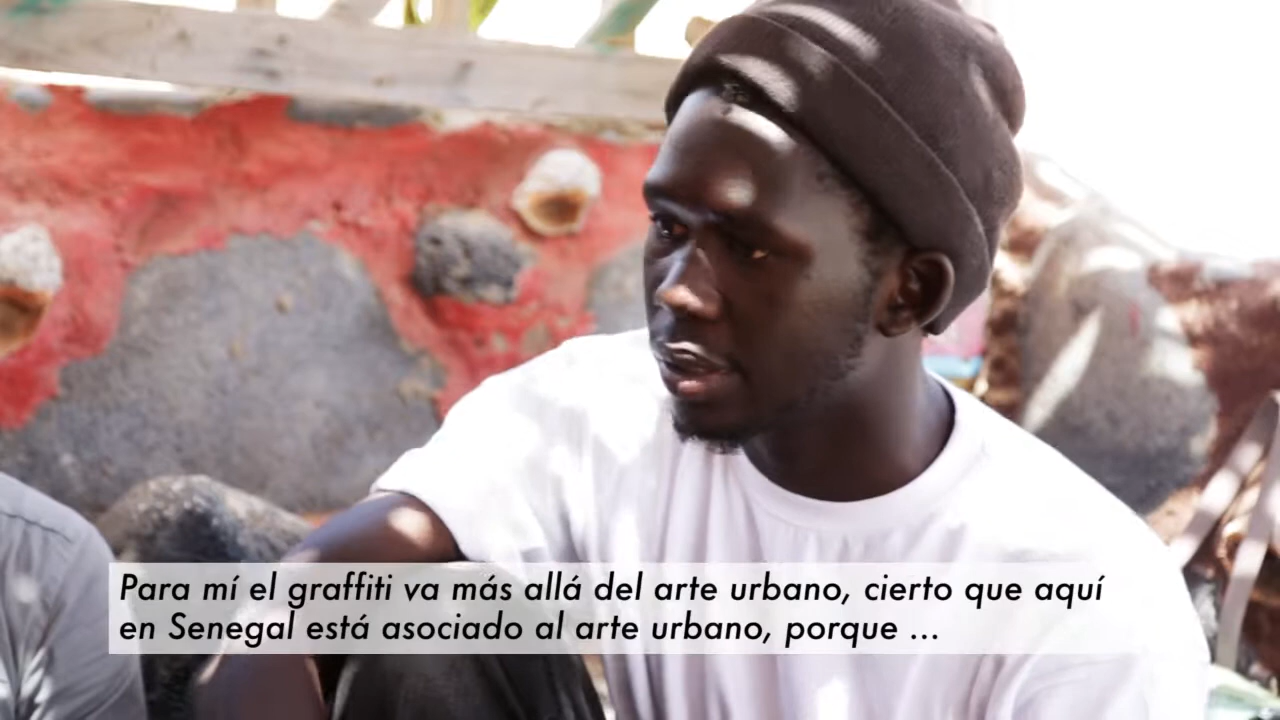 Para mí el graffiti va más allá del arte urbano, cierto que aquí
en Senegal está asociado al arte urbano, porque ...